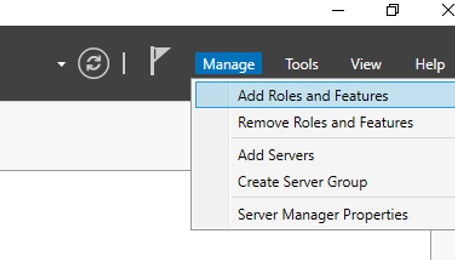 Manage Tools View Help
Add Roles and Features
Remove Roles and Features
Add Servers
Create Server Group
Server Manager Properties